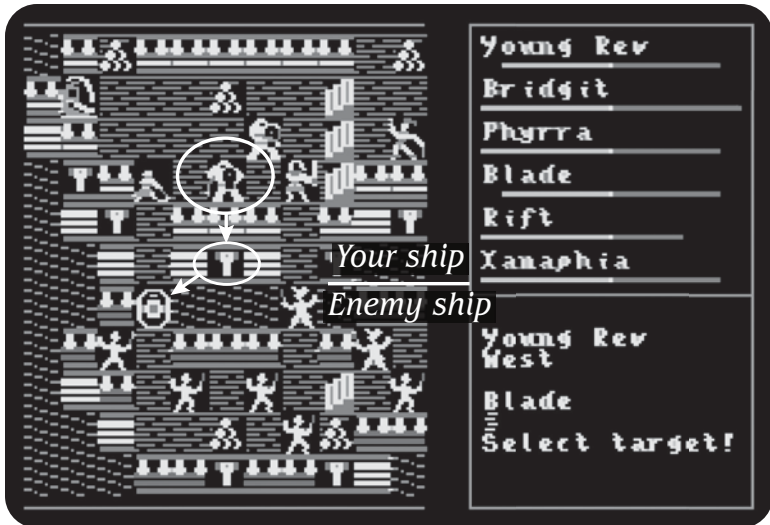 Young Rev
Bridgit
Phyrra
Blade
Rift
Xamaphia
Your ship
Enemy ship
Young Rev
West
Blade
Select target!